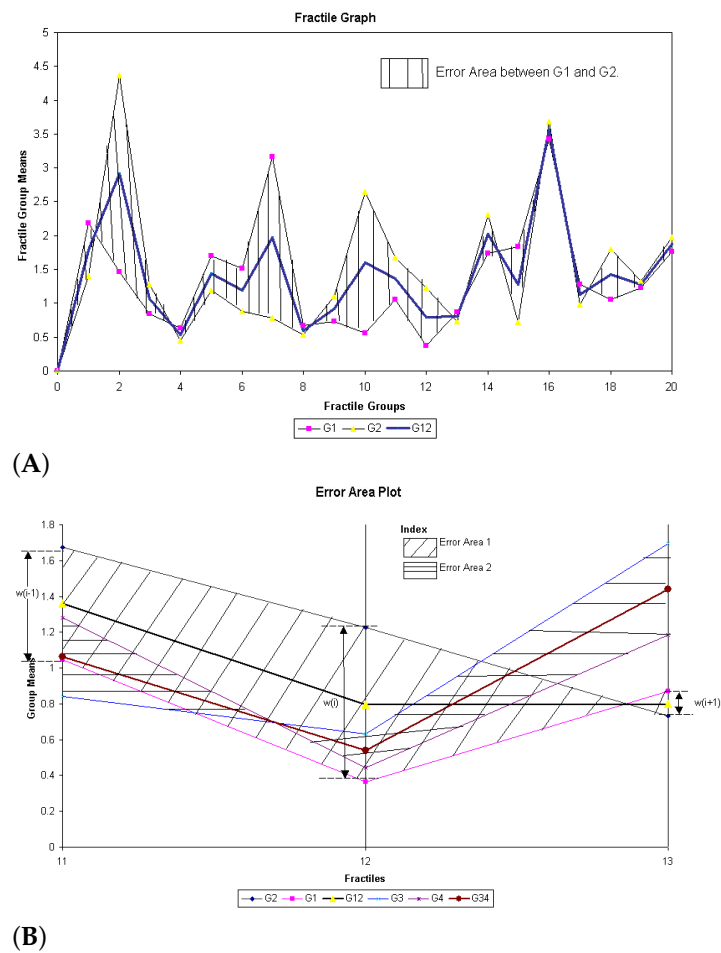 Fractile Graph
Fractile Group Means
5
4.5
4
3.5
3
2.5
2
1.5
1
0.5
0
Error Area between G1 and G2.
0 2 4 6 8 10 12 14 16 18 20
Fractile Groups
G1 G2 G12
(A)
Error Area Plot
Group Means
1.8
1.6
1.4
1.2
1
0.8
0.6
0.4
0.2
0
Index
Error Area 1
Error Area 2
w(i-1)
w(i)
w(i+1)
11 12 13
Fractiles
G2 G1 G12 G3 G4 G34
(B)